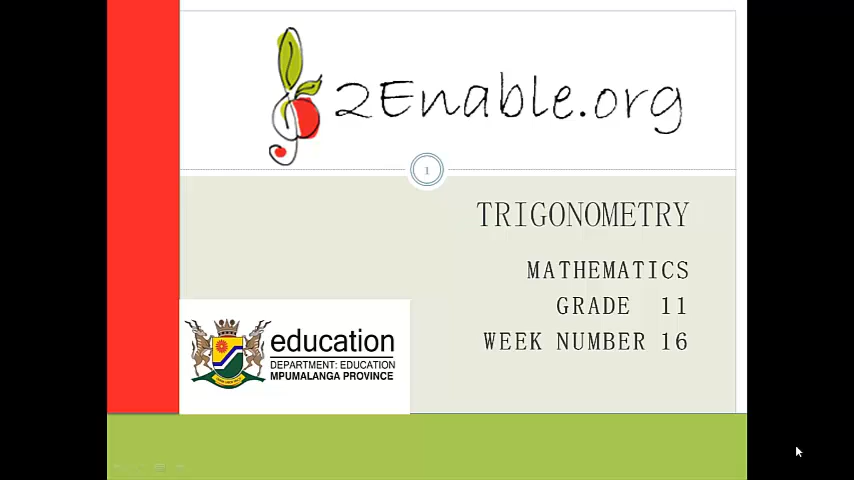 2Enable.org
1
TRIGONOMETRY
MATHEMATICS
GRADE 11
WEEK NUMBER 16
education
DEPARTMENT: EDUCATION
MPUMALANGA PROVINCE